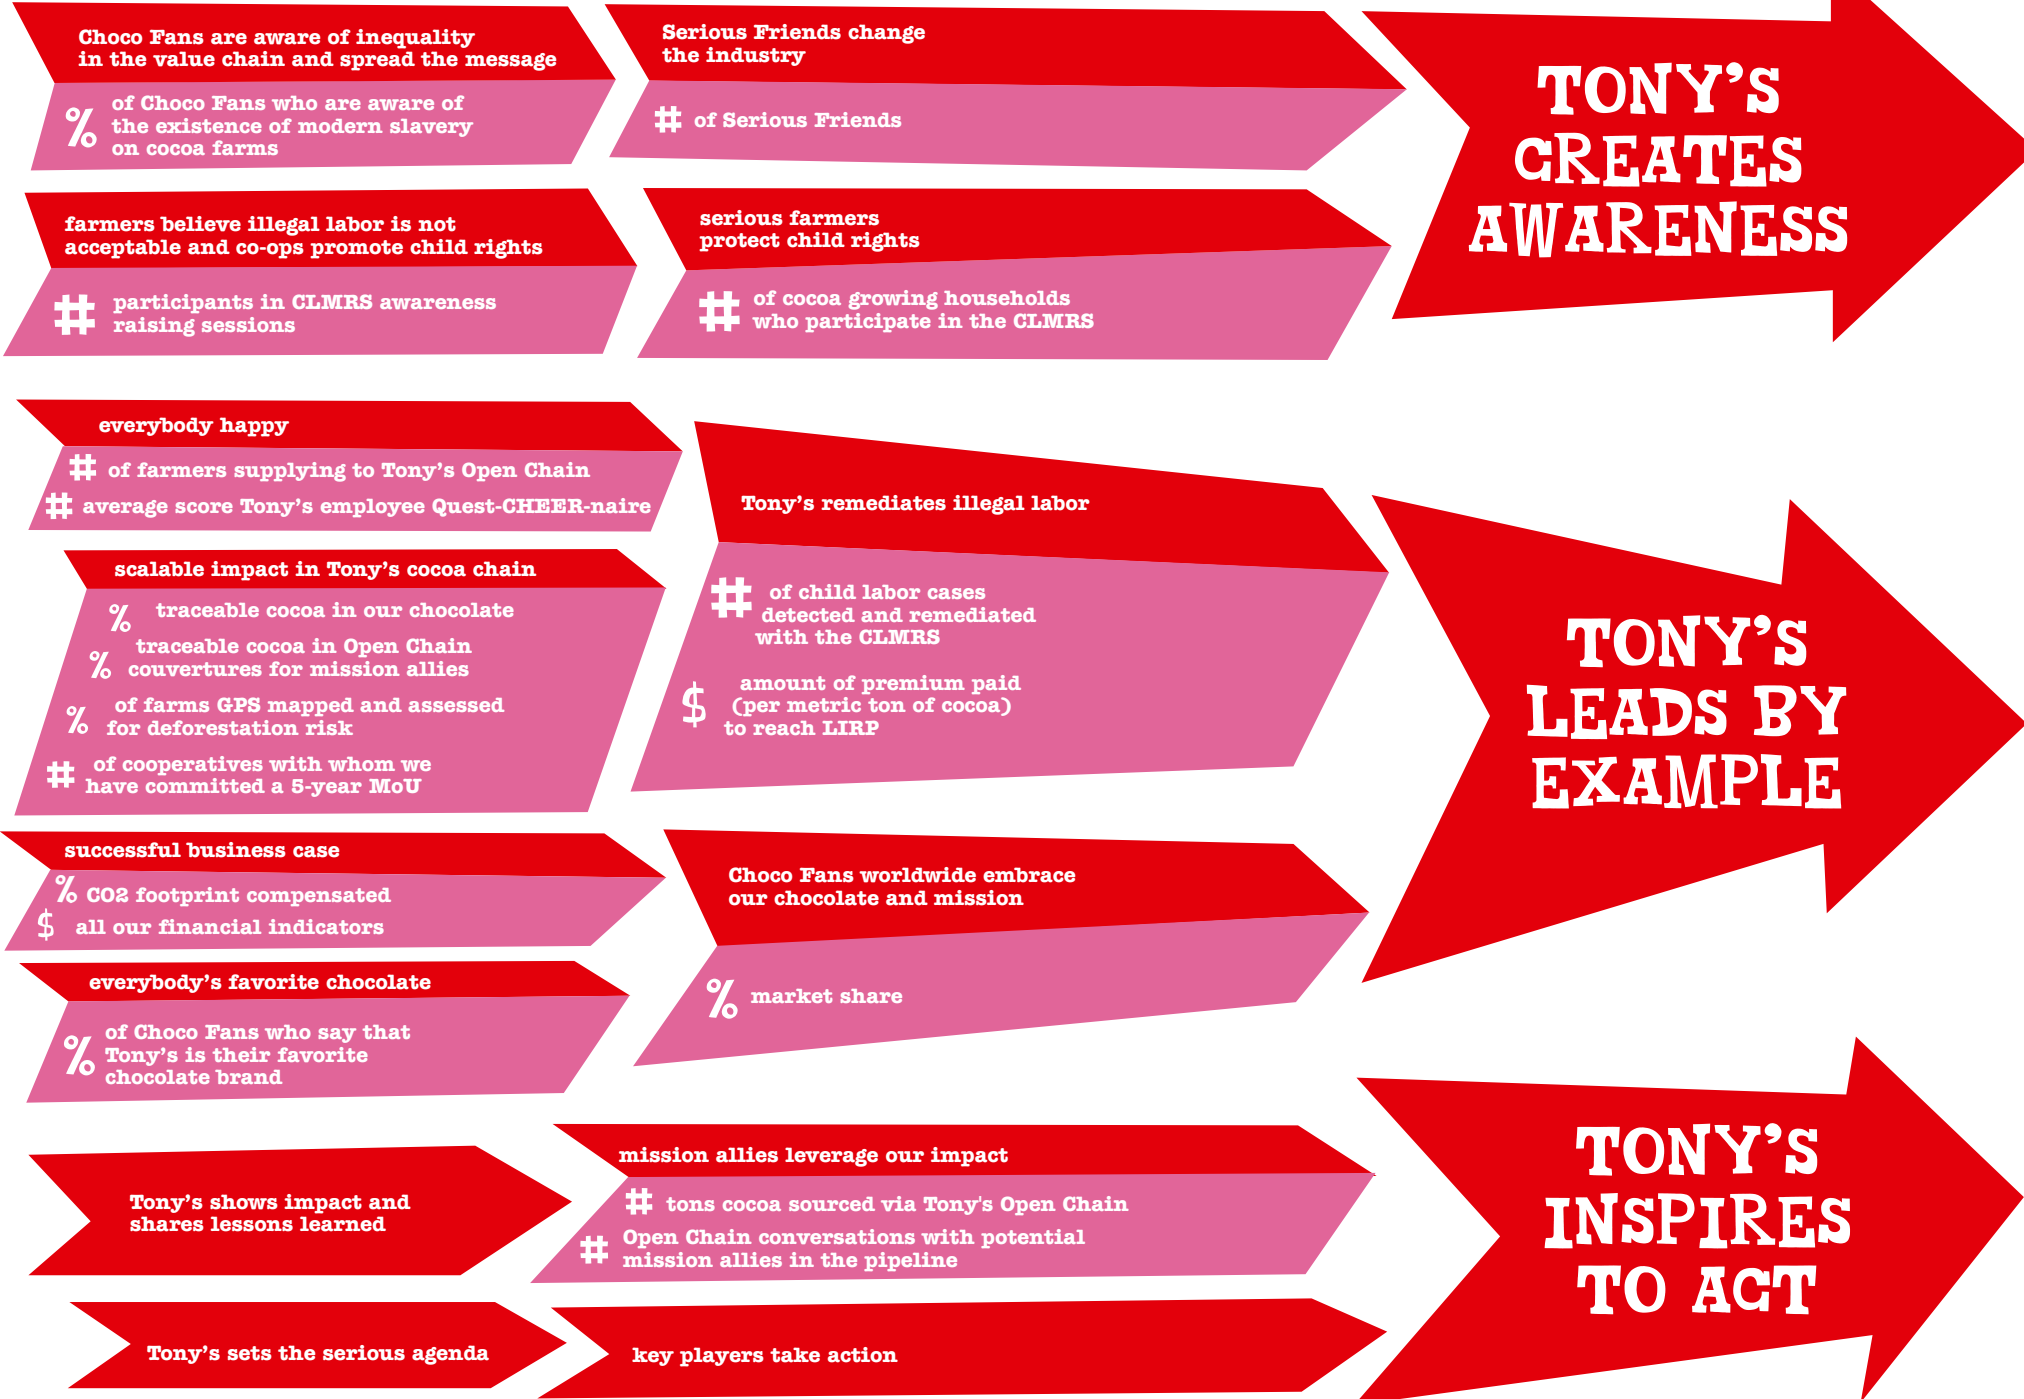 Choco Fans are aware of inequality
in the value chain and spread the message
% of Choco Fans who are aware of
the existence of modern slavery
on cocoa farms
Serious Friends change
the industry
# of Serious Friends
farmers believe illegal labor is not
acceptable and co-ops promote child rights
# participants in CLMRS awareness
raising sessions
serious farmers
protect child rights
# of cocoa growing households
who participate in the CLMRS
TONY'S
CREATES
AWARENESS
everybody happy
# of farmers supplying to Tony's Open Chain
# average score Tony's employee Quest-CHEER-naire
scalable impact in Tony's cocoa chain
% traceable cocoa in our chocolate
% traceable cocoa in Open Chain
couvertures for mission allies
% of farms GPS mapped and assessed
for deforestation risk
# of cooperatives with whom we
have committed a 5-year MoU
Tony's remediates illegal labor
# of child labor cases
detected and remediated
with the CLMRS
$ amount of premium paid
(per metric ton of cocoa)
to reach LIRP
successful business case
% CO2 footprint compensated
$ all our financial indicators
everybody's favorite chocolate
% of Choco Fans who say that
Tony's is their favorite
chocolate brand
Choco Fans worldwide embrace
our chocolate and mission
% market share
TONY'S
LEADS BY
EXAMPLE
Tony's shows impact and
shares lessons learned
mission allies leverage our impact
# tons cocoa sourced via Tony's Open Chain
# Open Chain conversations with potential
mission allies in the pipeline
Tony's sets the serious agenda
key players take action
TONY'S
INSPIRES
TO ACT